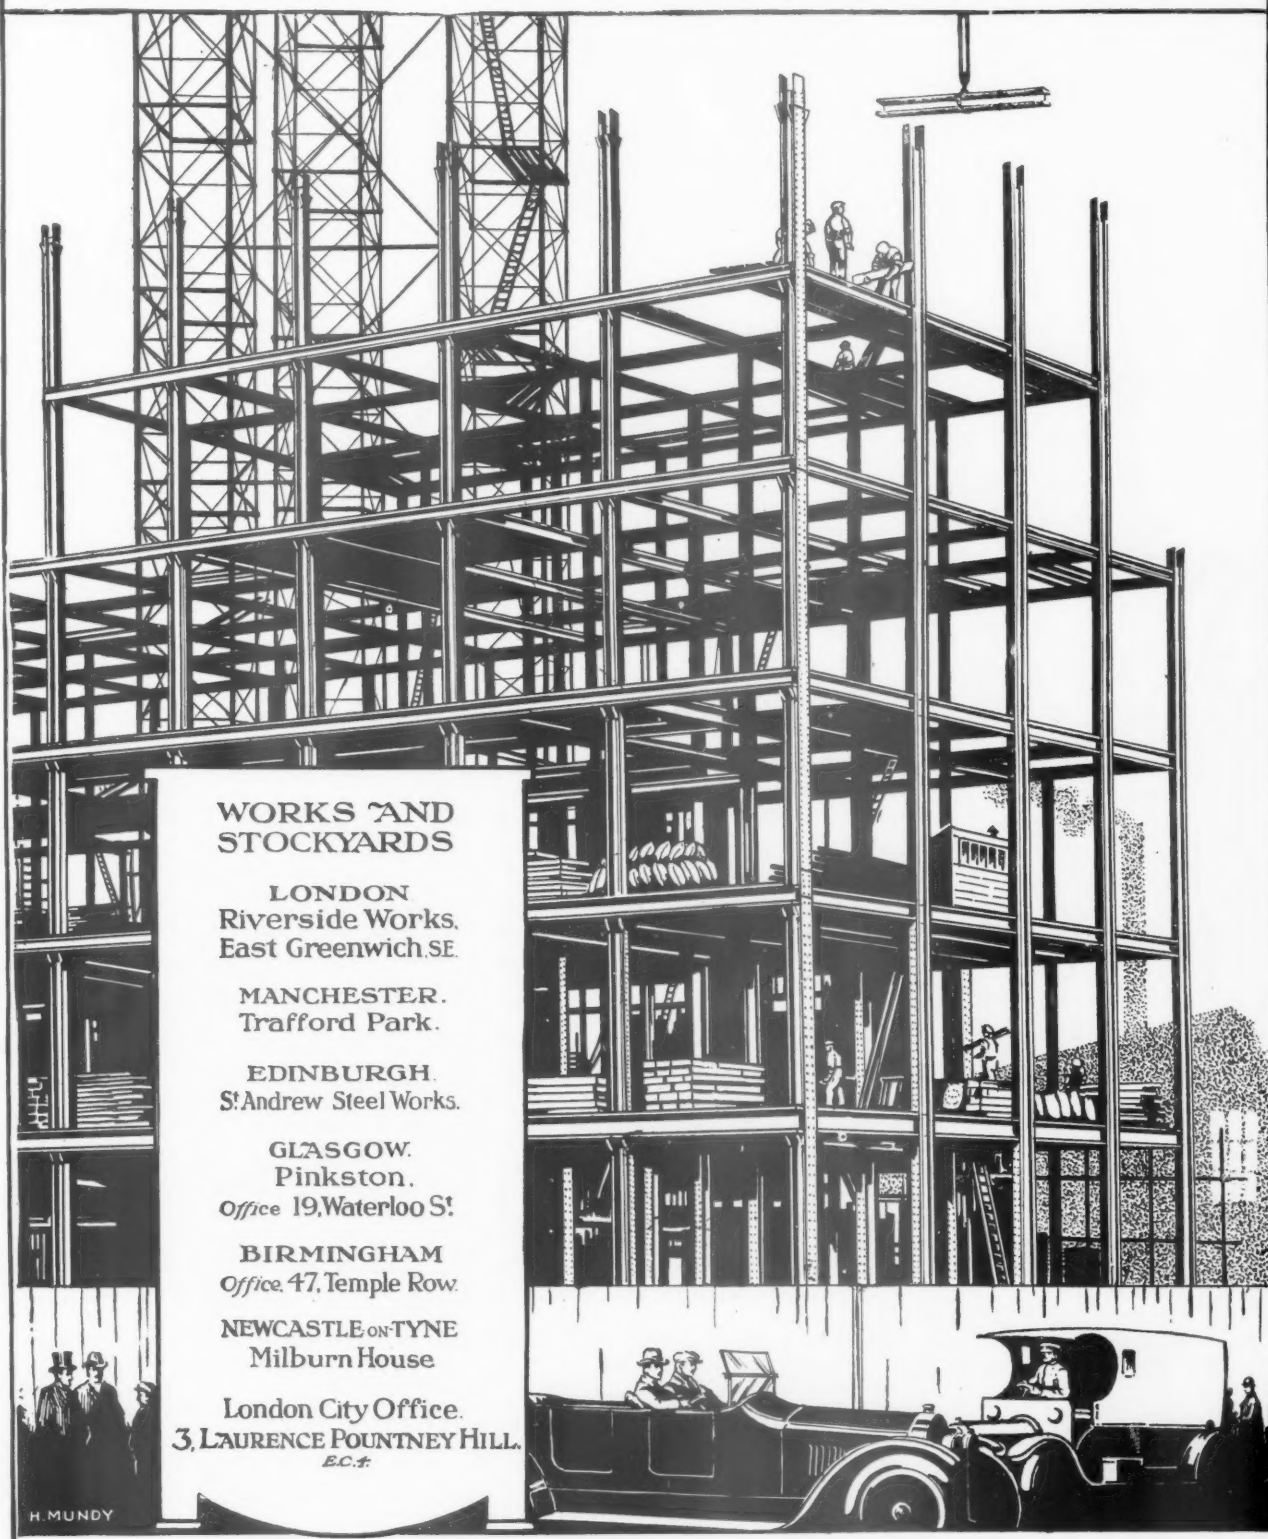 WORKS AND
STOCKYARDS
LONDON
Riverside Works.
East Greenwich. S.E.
MANCHESTER.
Trafford Park.
EDINBURGH.
St Andrew Steel Works.
GLASGOW.
Pinkston.
Office 19, Waterloo St.
BIRMINGHAM
Office. 47, Temple Row.
NEWCASTLE-ON-TYNE
Milburn House
London City Office.
3, LAURENCE POUNTNEY HILL.
E.C.4.
H. MUNDY